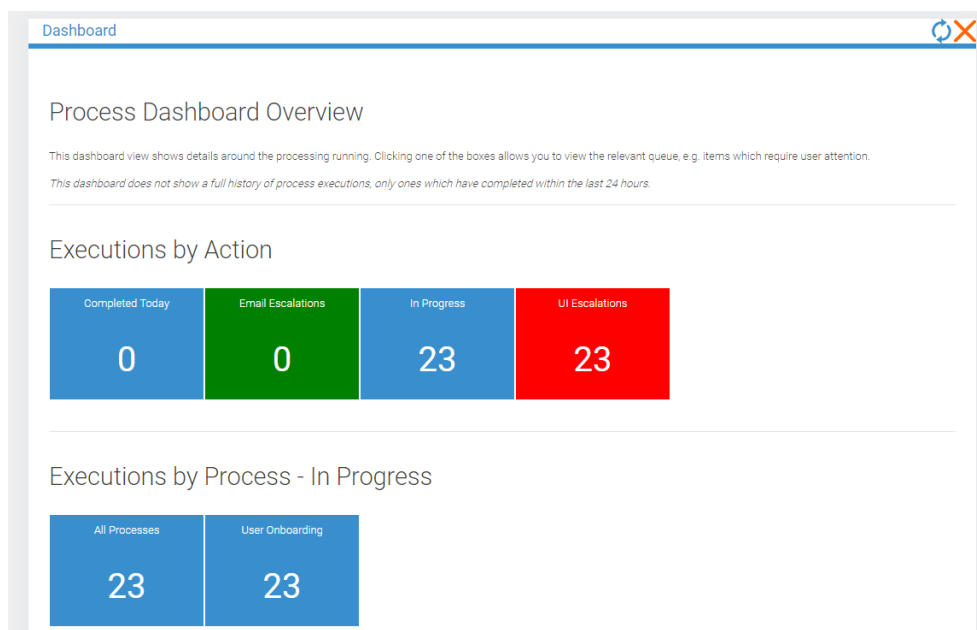 Dashboard
Process Dashboard Overview
This dashboard view shows details around the processing running. Clicking one of the boxes allows you to view the relevant queue, e.g. items which require user attention.
This dashboard does not show a full history of process executions, only ones which have completed within the last 24 hours.
Executions by Action
Completed Today Email Escalations In Progress UI Escalations
0 0 23 23
Executions by Process - In Progress
All Processes User Onboarding
23 23